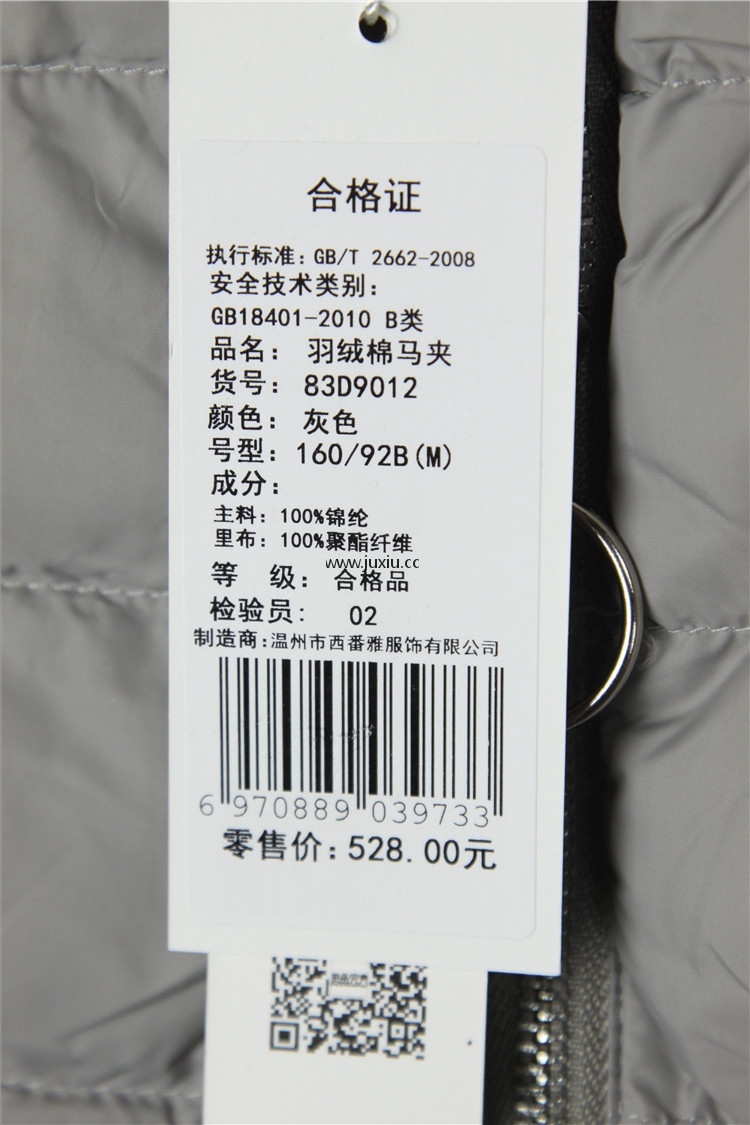 合格证
执行标准：GB/T 2662-2008
安全技术类别：
GB18401-2010 B类
品名： 羽绒棉马夹
货号： 83D9012
颜色： 灰色
号型：160/92B(M)
成分：
主料：100%锦纶
里布：100%聚酯纤维
www.juxiu.cc
等 级： 合格品
检验员： 02
制造商：温州市西番雅服饰有限公司
6 970889 039733
零售价：528.00元